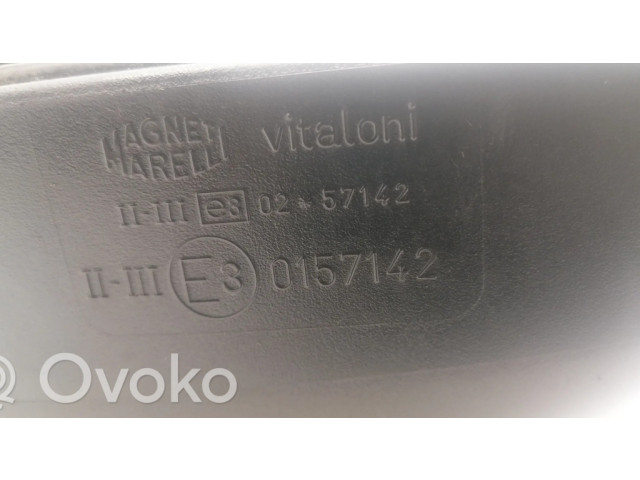 MAGNETI MARELLI vitaloni
II-III e3 02*57142
II-III E3 0157142
Ovoko